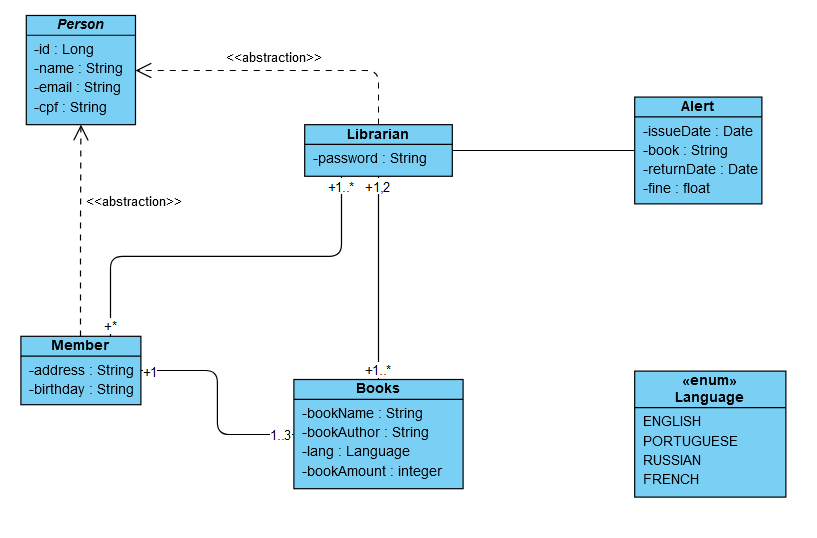 Person
-id : Long
-name : String
-email : String
-cpf : String
<<abstraction>>
<<abstraction>>
Librarian
-password : String
+1..*
+1,2
Alert
-issueDate : Date
-book : String
-returnDate : Date
-fine : float
+*
Member
-address : String
-birthday : String
+1
1..3
+1..*
Books
-bookName : String
-bookAuthor : String
-lang : Language
-bookAmount : integer
«enum»
Language
ENGLISH
PORTUGUESE
RUSSIAN
FRENCH